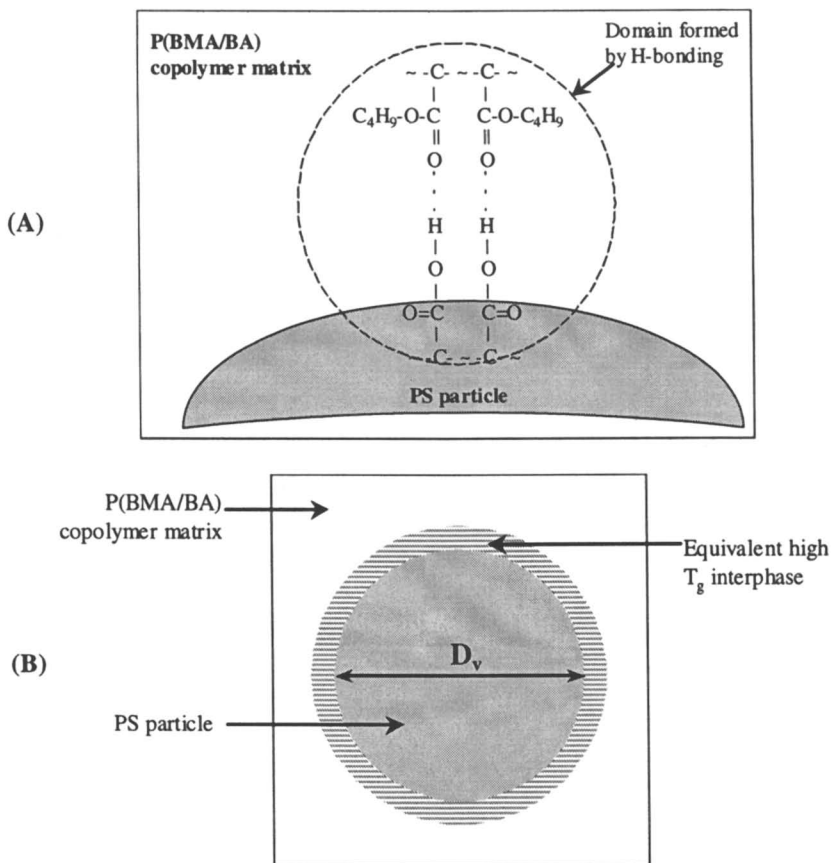 P(BMA/BA)
copolymer matrix
Domain formed
by H-bonding
~ -C- ~ -C- ~
| |
C₄H₉-O-C C-O-C₄H₉
|| ||
O O
H H
| |
O O
| |
O=C C=O
| |
-C- ~ -C- ~
PS particle
(A)
P(BMA/BA)
copolymer matrix
Equivalent high
Tg interphase
Dᵥ
PS particle
(B)